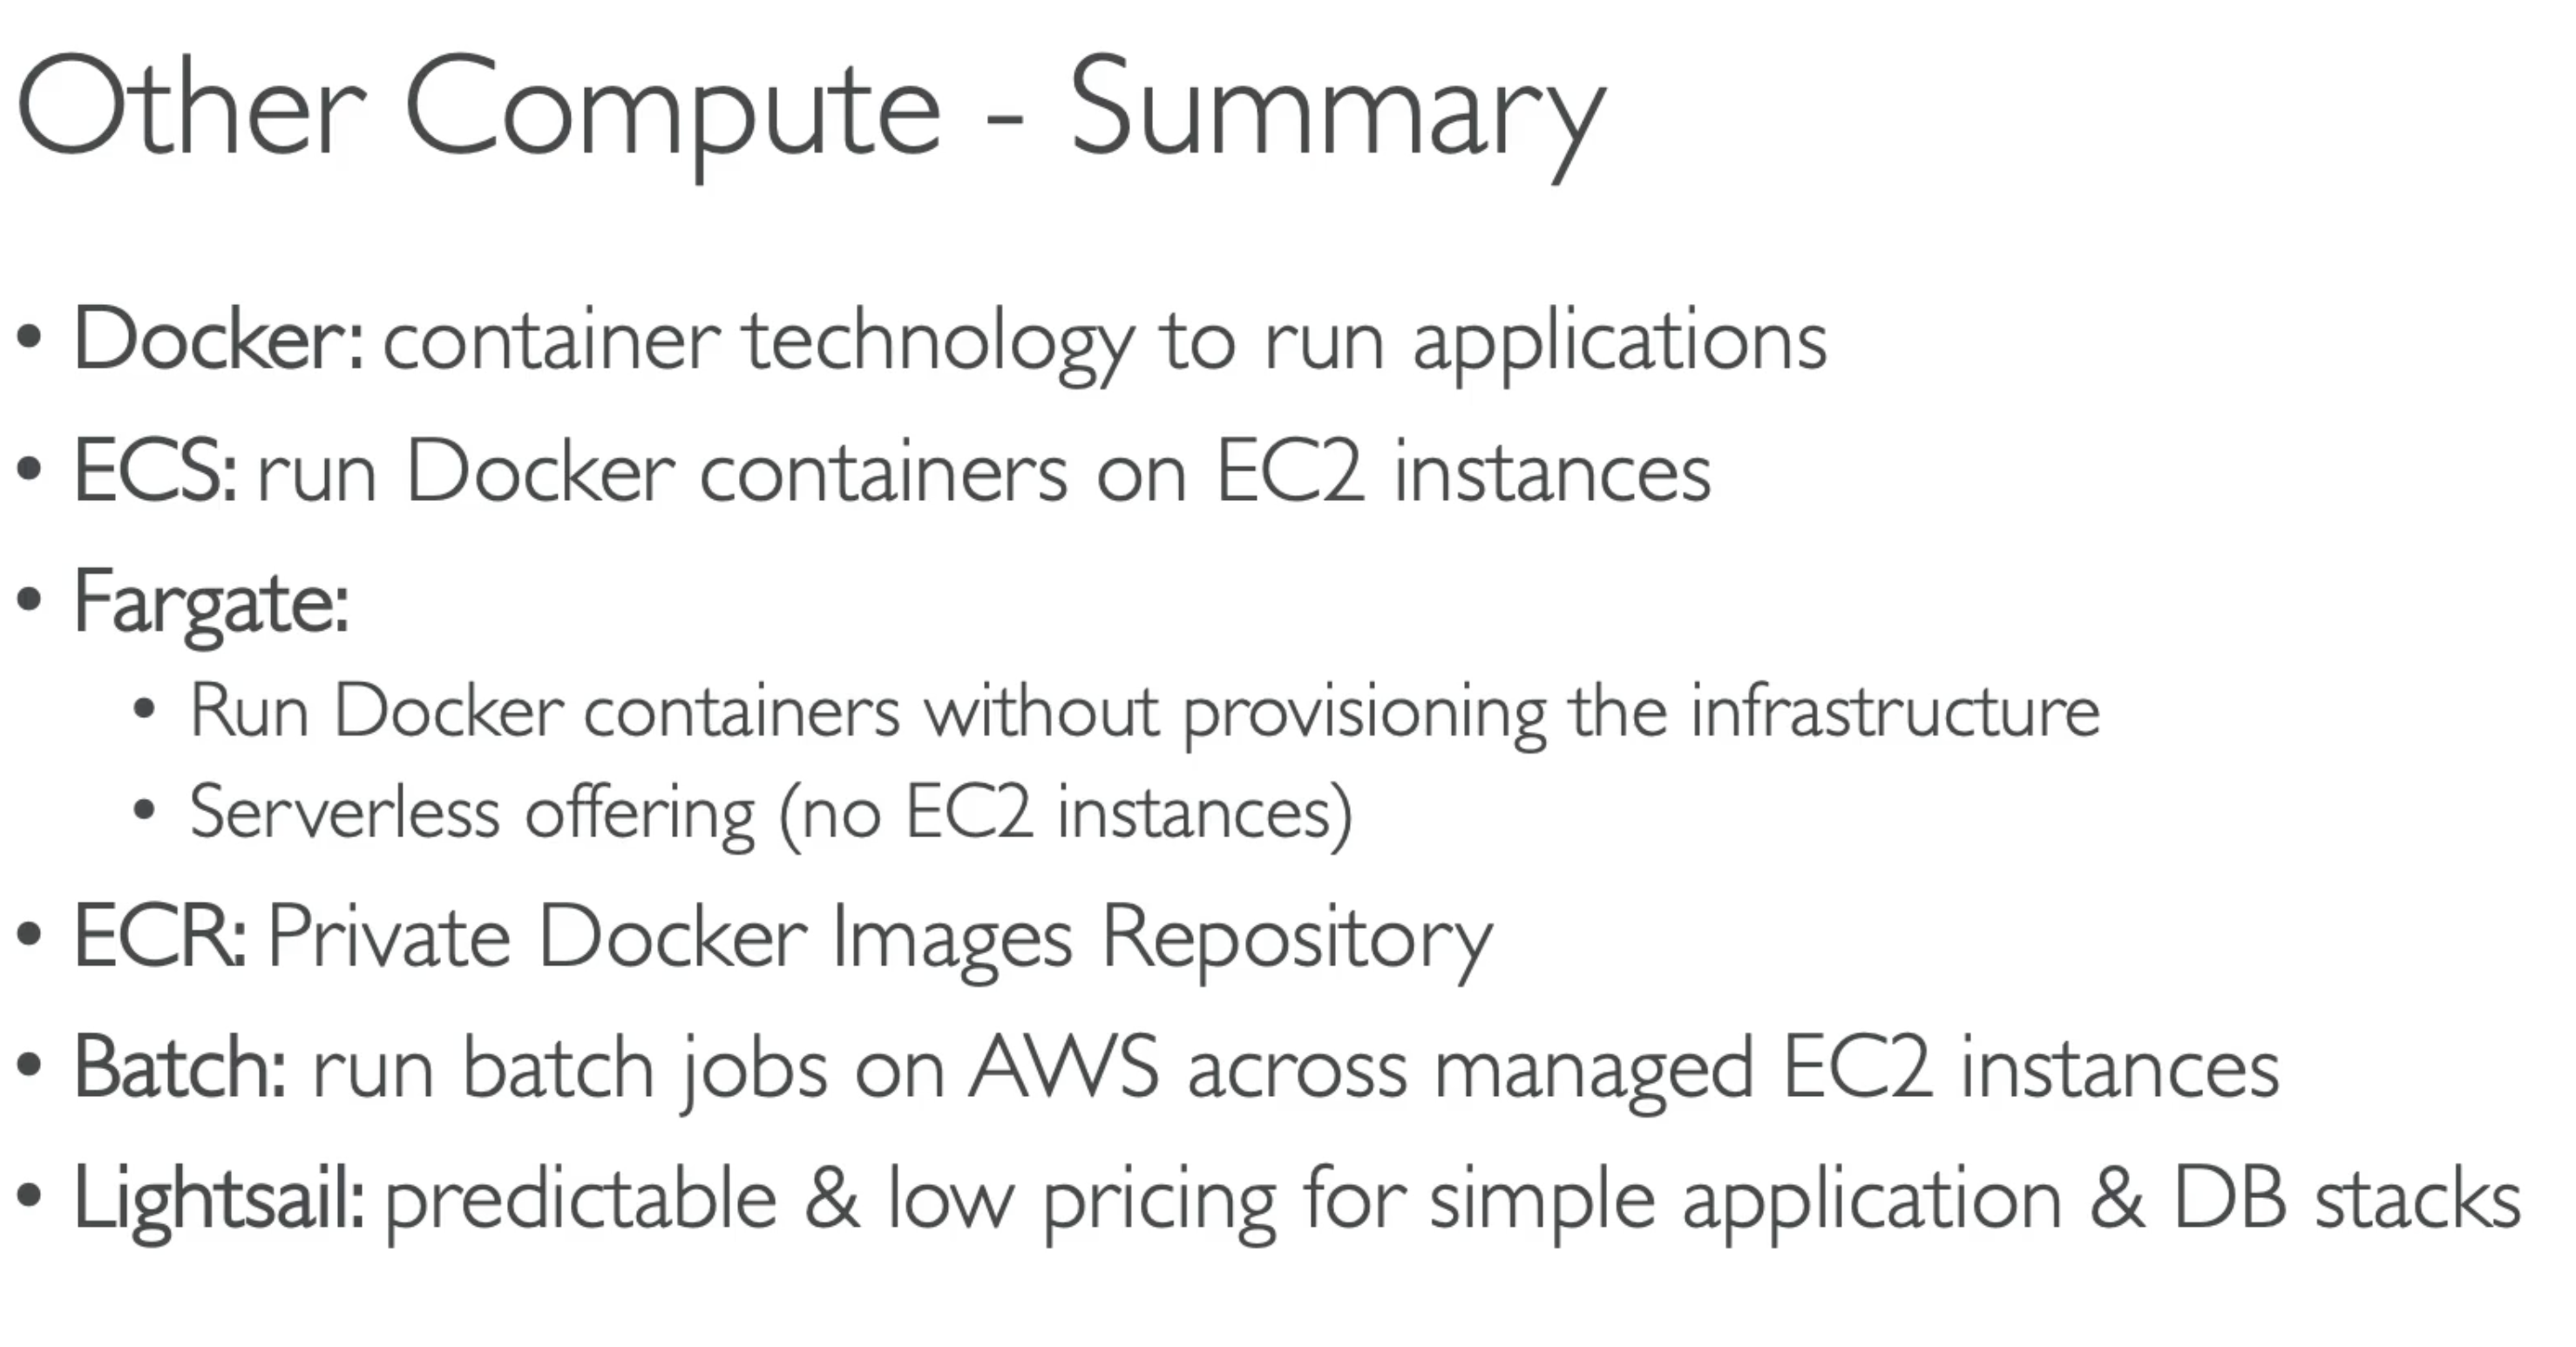 Other Compute - Summary
• Docker: container technology to run applications
• ECS: run Docker containers on EC2 instances
• Fargate:
• Run Docker containers without provisioning the infrastructure
• Serverless offering (no EC2 instances)
• ECR: Private Docker Images Repository
• Batch: run batch jobs on AWS across managed EC2 instances
• Lightsail: predictable & low pricing for simple application & DB stacks